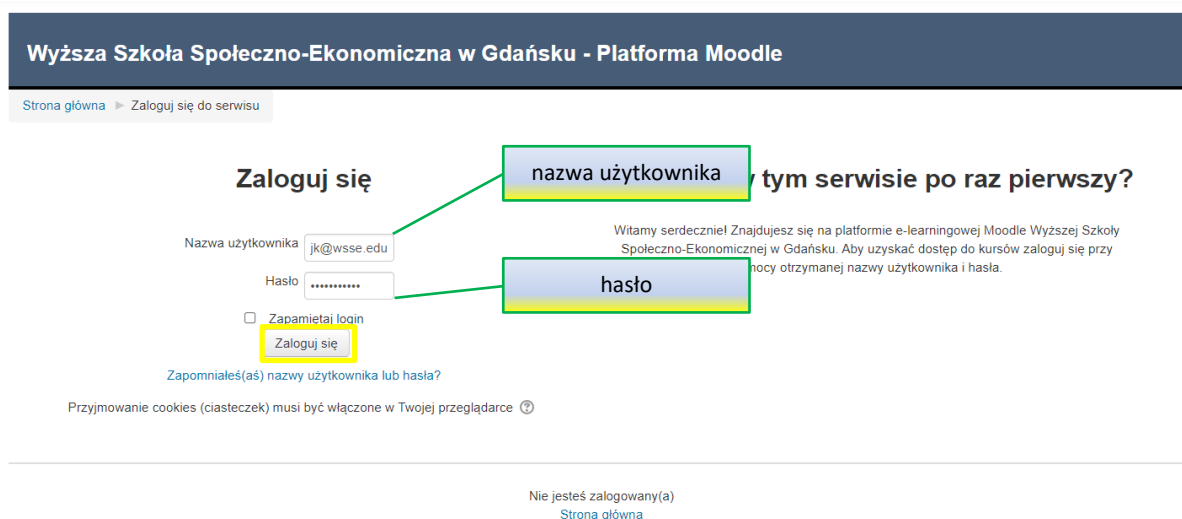 Wyższa Szkoła Społeczno-Ekonomiczna w Gdańsku - Platforma Moodle
Strona główna ► Zaloguj się do serwisu
Zaloguj się
nazwa użytkownika
tym serwisie po raz pierwszy?
Nazwa użytkownika jk@wsse.edu
Witamy serdecznie! Znajdujesz się na platformie e-learningowej Moodle Wyższej Szkoły
Społeczno-Ekonomicznej w Gdańsku. Aby uzyskać dostęp do kursów zaloguj się przy
otrzymanej nazwy użytkownika i hasła.
Hasło •••••••••••
hasło
Zapamiętaj login
Zaloguj się
Zapomniałeś(aś) nazwy użytkownika lub hasła?
Przyjmowanie cookies (ciasteczek) musi być włączone w Twojej przeglądarce ?
Nie jesteś zalogowany(a)
Strona główna